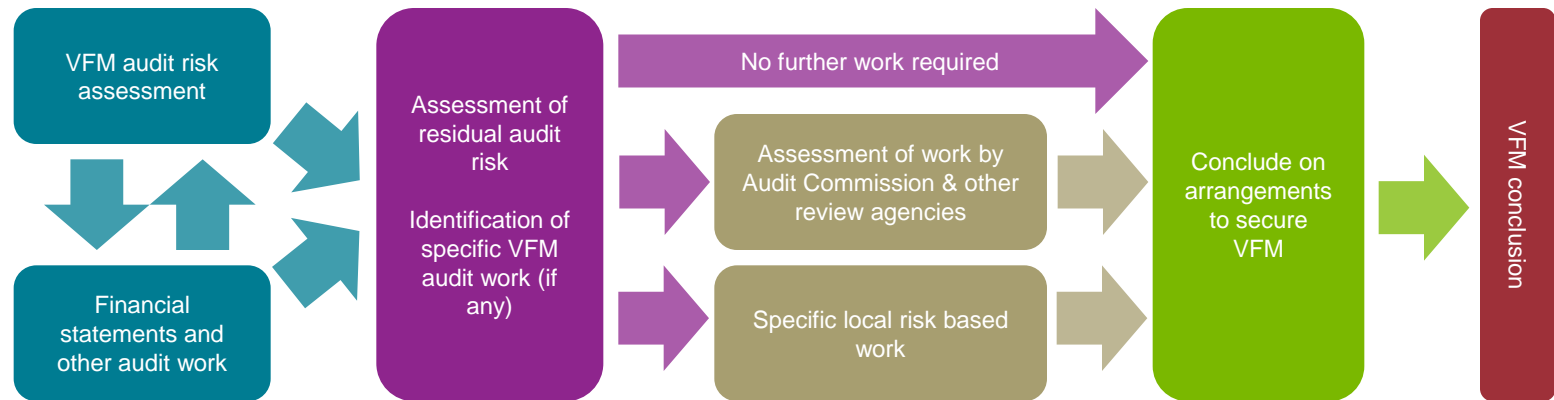 VFM audit risk
assessment
Financial
statements and
other audit work
Assessment of
residual audit
risk
Identification of
specific VFM
audit work (if
any)
No further work required
Assessment of work by
Audit Commission & other
review agencies
Specific local risk based
work
Conclude on
arrangements
to secure
VFM
VFM conclusion